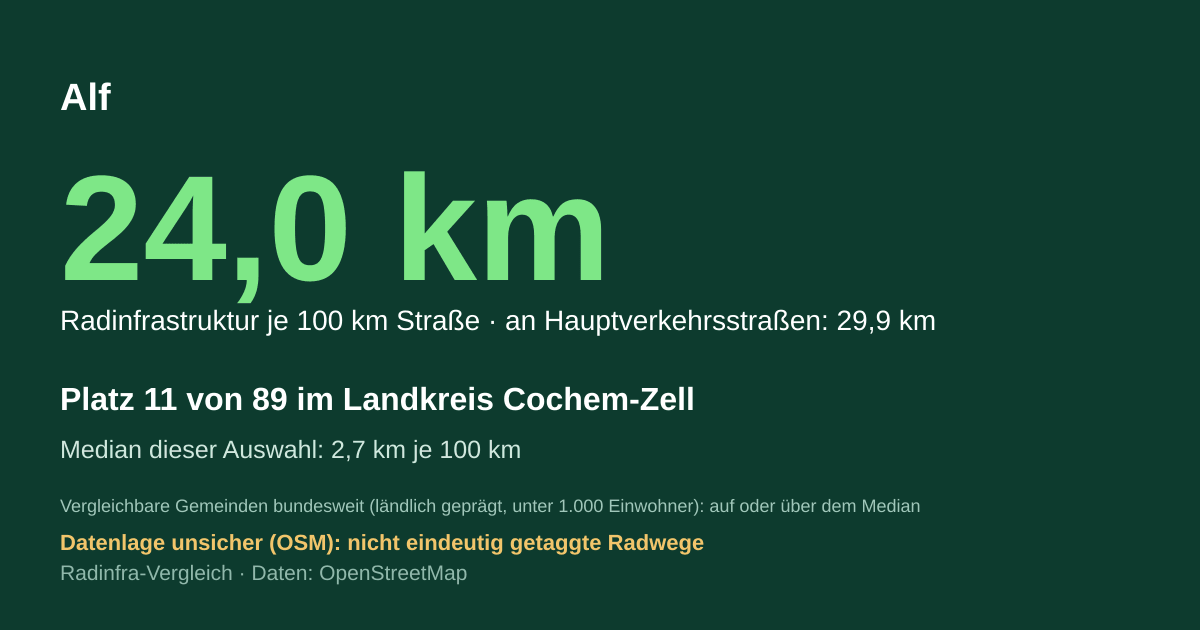 Alf
24,0 km
Radinfrastruktur je 100 km Straße · an Hauptverkehrsstraßen: 29,9 km
Platz 11 von 89 im Landkreis Cochem-Zell
Median dieser Auswahl: 2,7 km je 100 km
Vergleichbare Gemeinden bundesweit (ländlich geprägt, unter 1.000 Einwohner): auf oder über dem Median
Datenlage unsicher (OSM): nicht eindeutig getaggte Radwege
Radinfra-Vergleich · Daten: OpenStreetMap